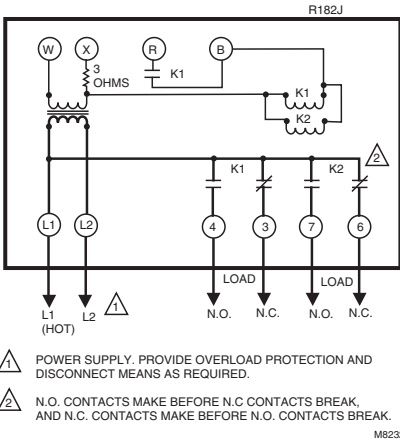 R182J
W X R B
3
OHMS
K1
K1
K2
K1 K2
2
L1 L2 4 3 7 6
LOAD LOAD
L1
(HOT)
L2
1
N.O. N.C. N.O. N.C.
1 POWER SUPPLY. PROVIDE OVERLOAD PROTECTION AND
DISCONNECT MEANS AS REQUIRED.
2 N.O. CONTACTS MAKE BEFORE N.C CONTACTS BREAK,
AND N.C. CONTACTS MAKE BEFORE N.O. CONTACTS BREAK.